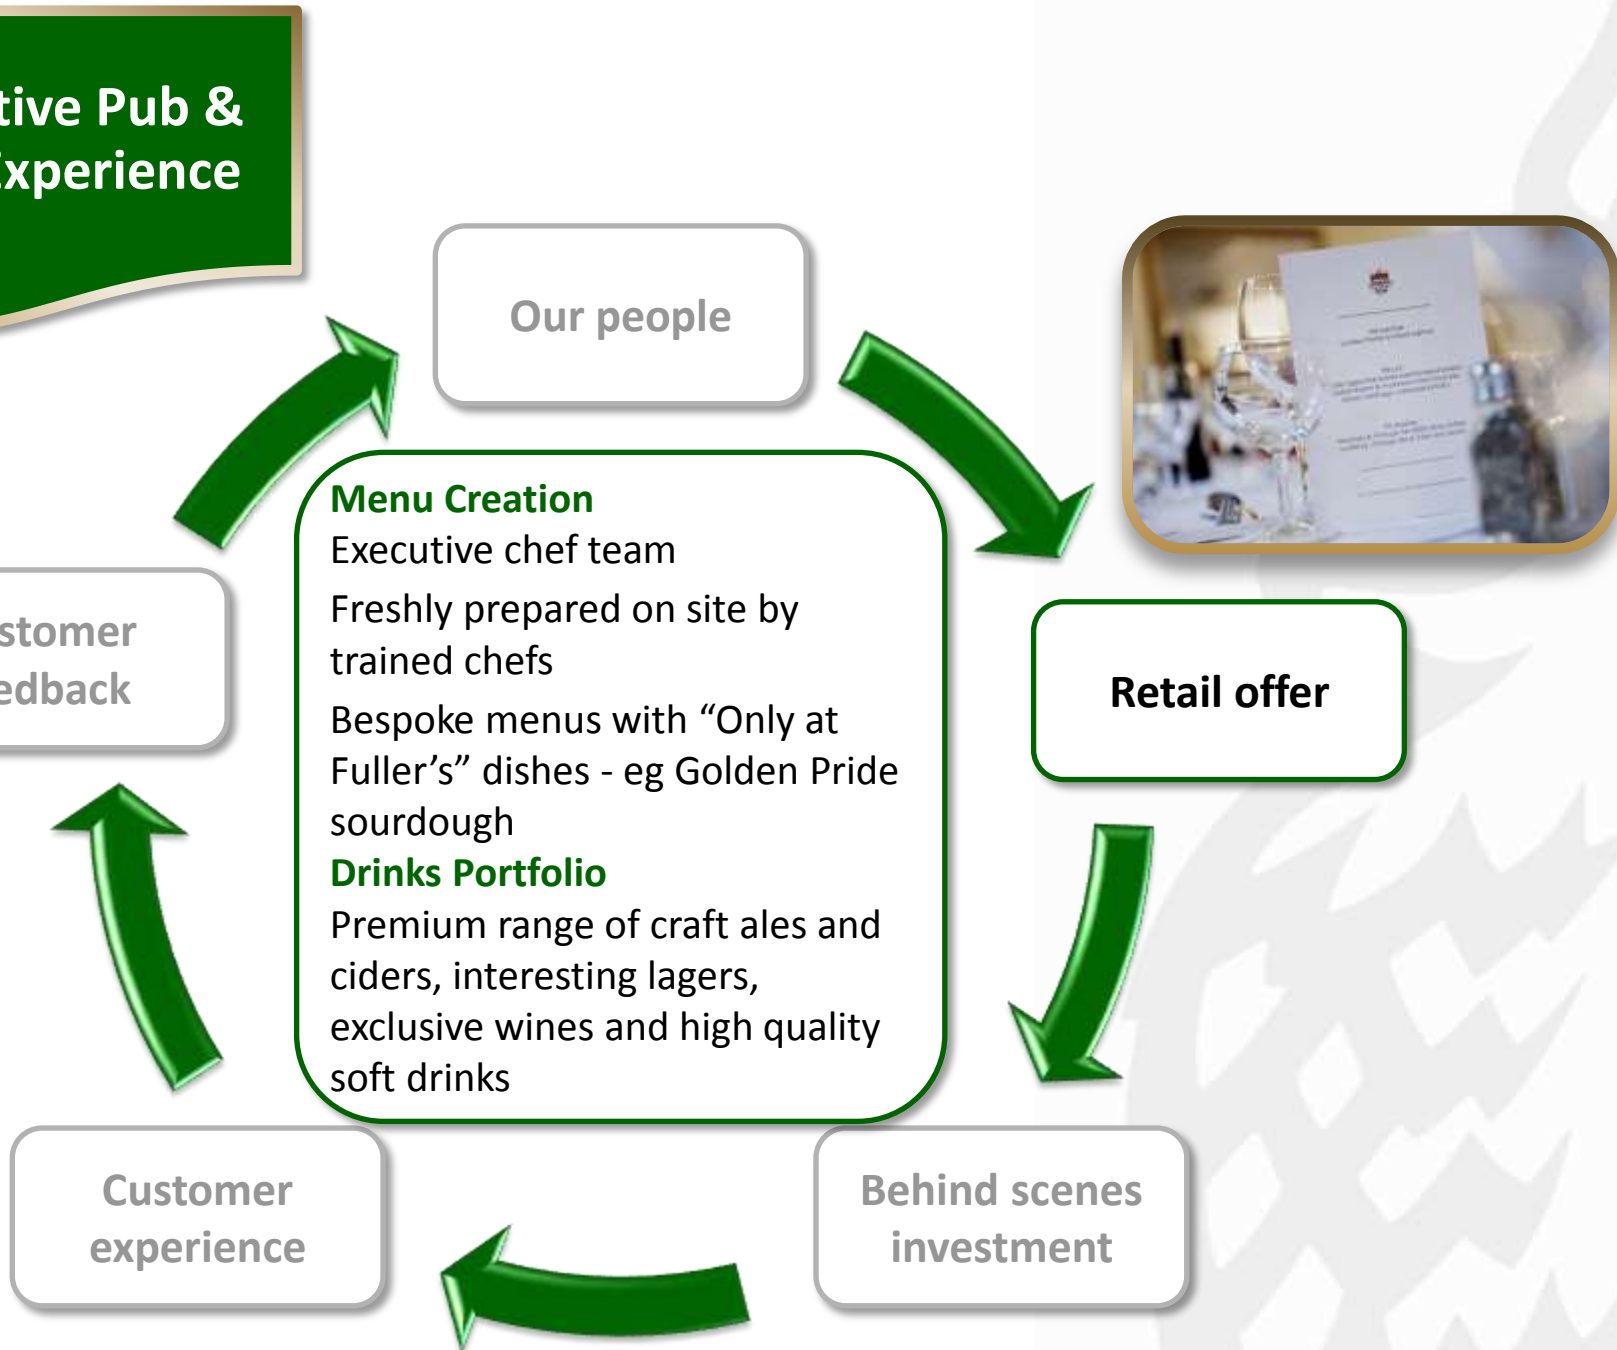 tive Pub &
Experience
Our people
Menu Creation
Executive chef team
Freshly prepared on site by
trained chefs
Bespoke menus with “Only at
Fuller’s” dishes - eg Golden Pride
sourdough
Drinks Portfolio
Premium range of craft ales and
ciders, interesting lagers,
exclusive wines and high quality
soft drinks
Retail offer
Behind scenes
investment
Customer
experience
stomer
edback